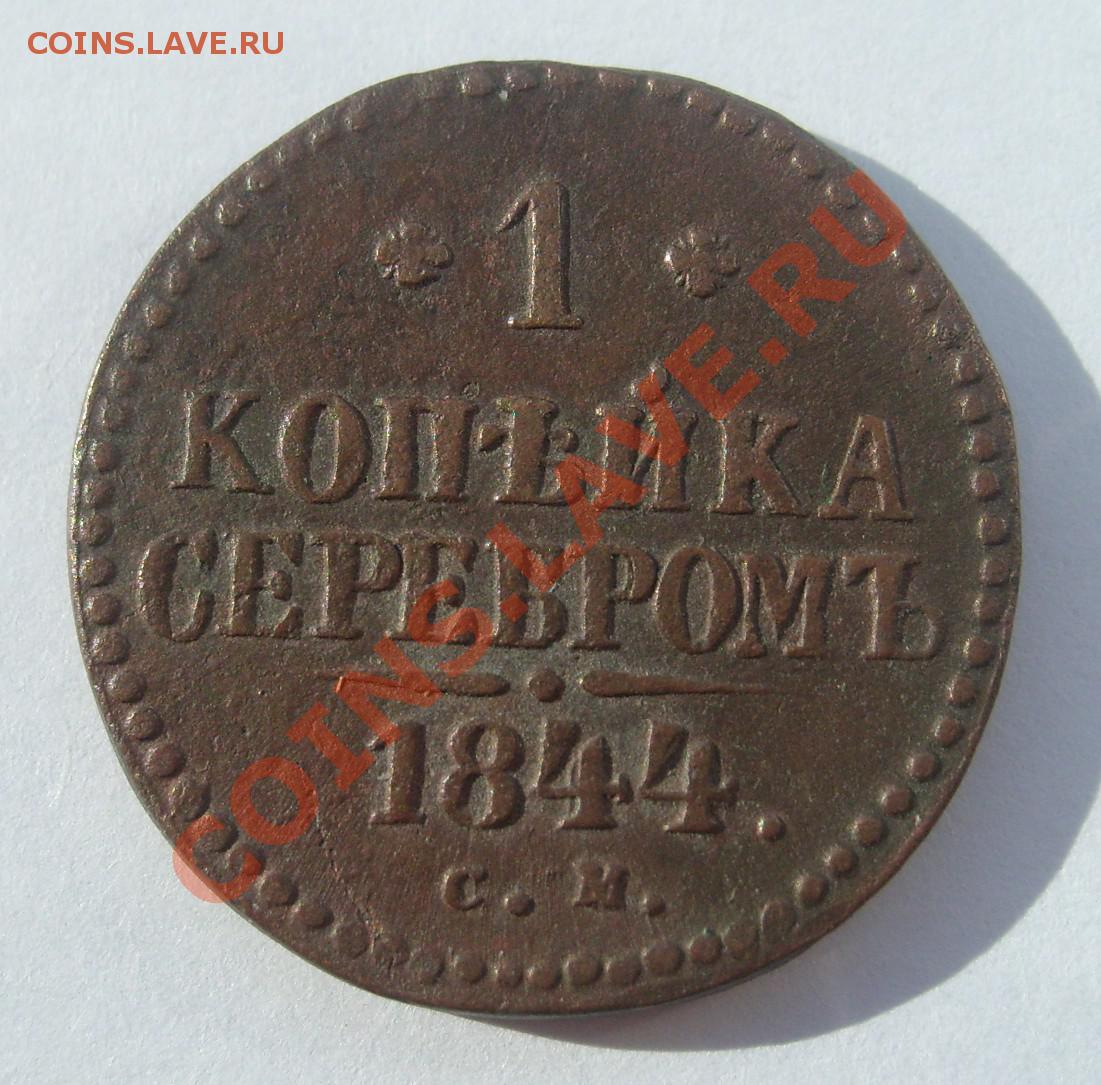 COINS.LAVE.RU
1
КОПѢЙКА
СЕРЕБРОМЪ
1844.
С. М.
COINS.LAVE.RU